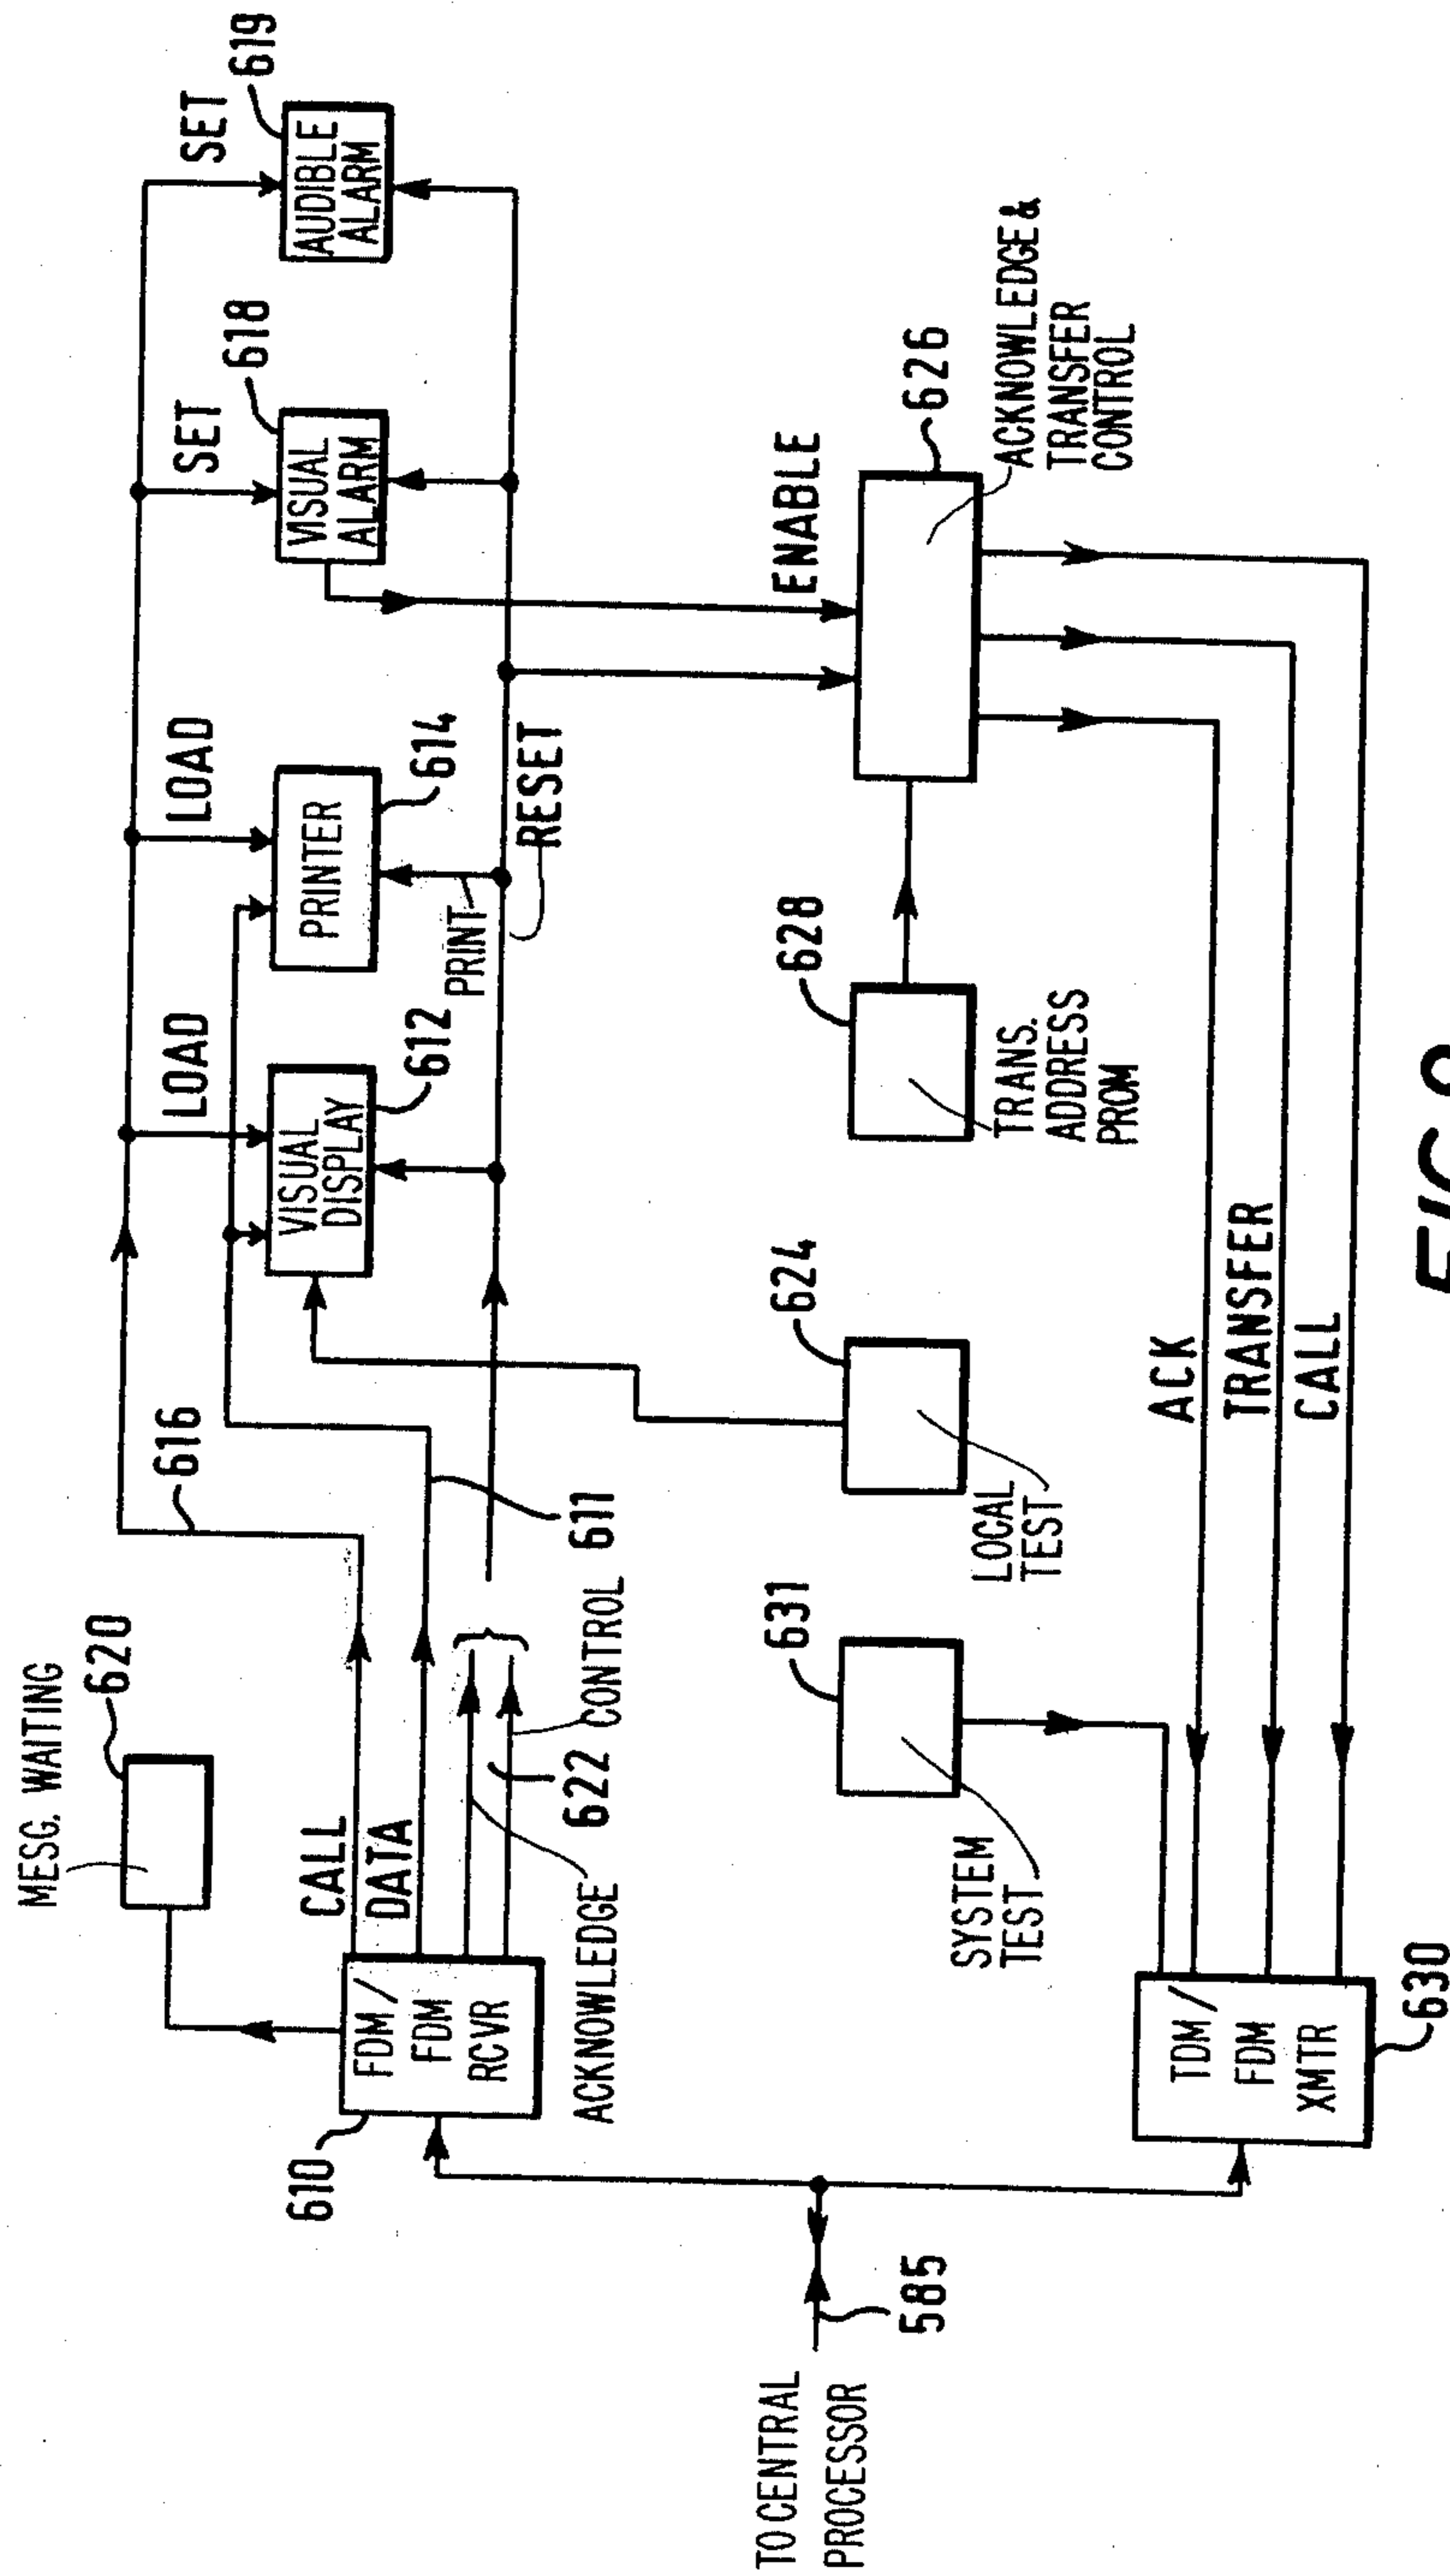 MESG. WAITING
620
616
LOAD
LOAD
SET
618
SET
619
CALL
DATA
FDM/
FDM
RCVR
610
VISUAL
DISPLAY
612
PRINTER
614
VISUAL
ALARM
AUDIBLE
ALARM
PRINT
RESET
ACKNOWLEDGE
622
CONTROL
611
TO CENTRAL
PROCESSOR
585
631
SYSTEM
TEST
624
LOCAL
TEST
628
TRANS.
ADDRESS
PROM
ENABLE
626
ACKNOWLEDGE &
TRANSFER
CONTROL
TDM/
FDM
XMTR
630
ACK
TRANSFER
CALL